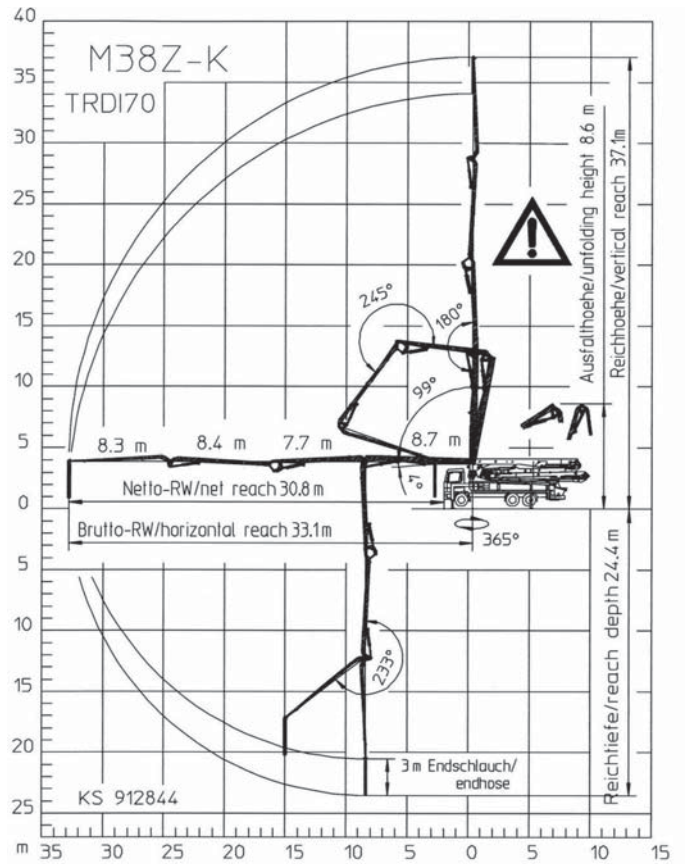 40
M38Z-K
TRDI70
35
30
25
20
15
10
5
0
5
10
15
20
25
Ausfalthoehe/unfolding height 8.6 m
Reichhoehe/vertical reach 37.1m
245°
180°
99°
8.3 m 8.4 m 7.7 m 8.7 m
4°
Netto-RW/net reach 30.8 m
Brutto-RW/horizontal reach 33.1m
365°
Reichtiefe/reach depth 24.4 m
233°
3 m Endschlauch/
endhose
KS 912844
m 35 30 25 20 15 10 5 0 5 10 15